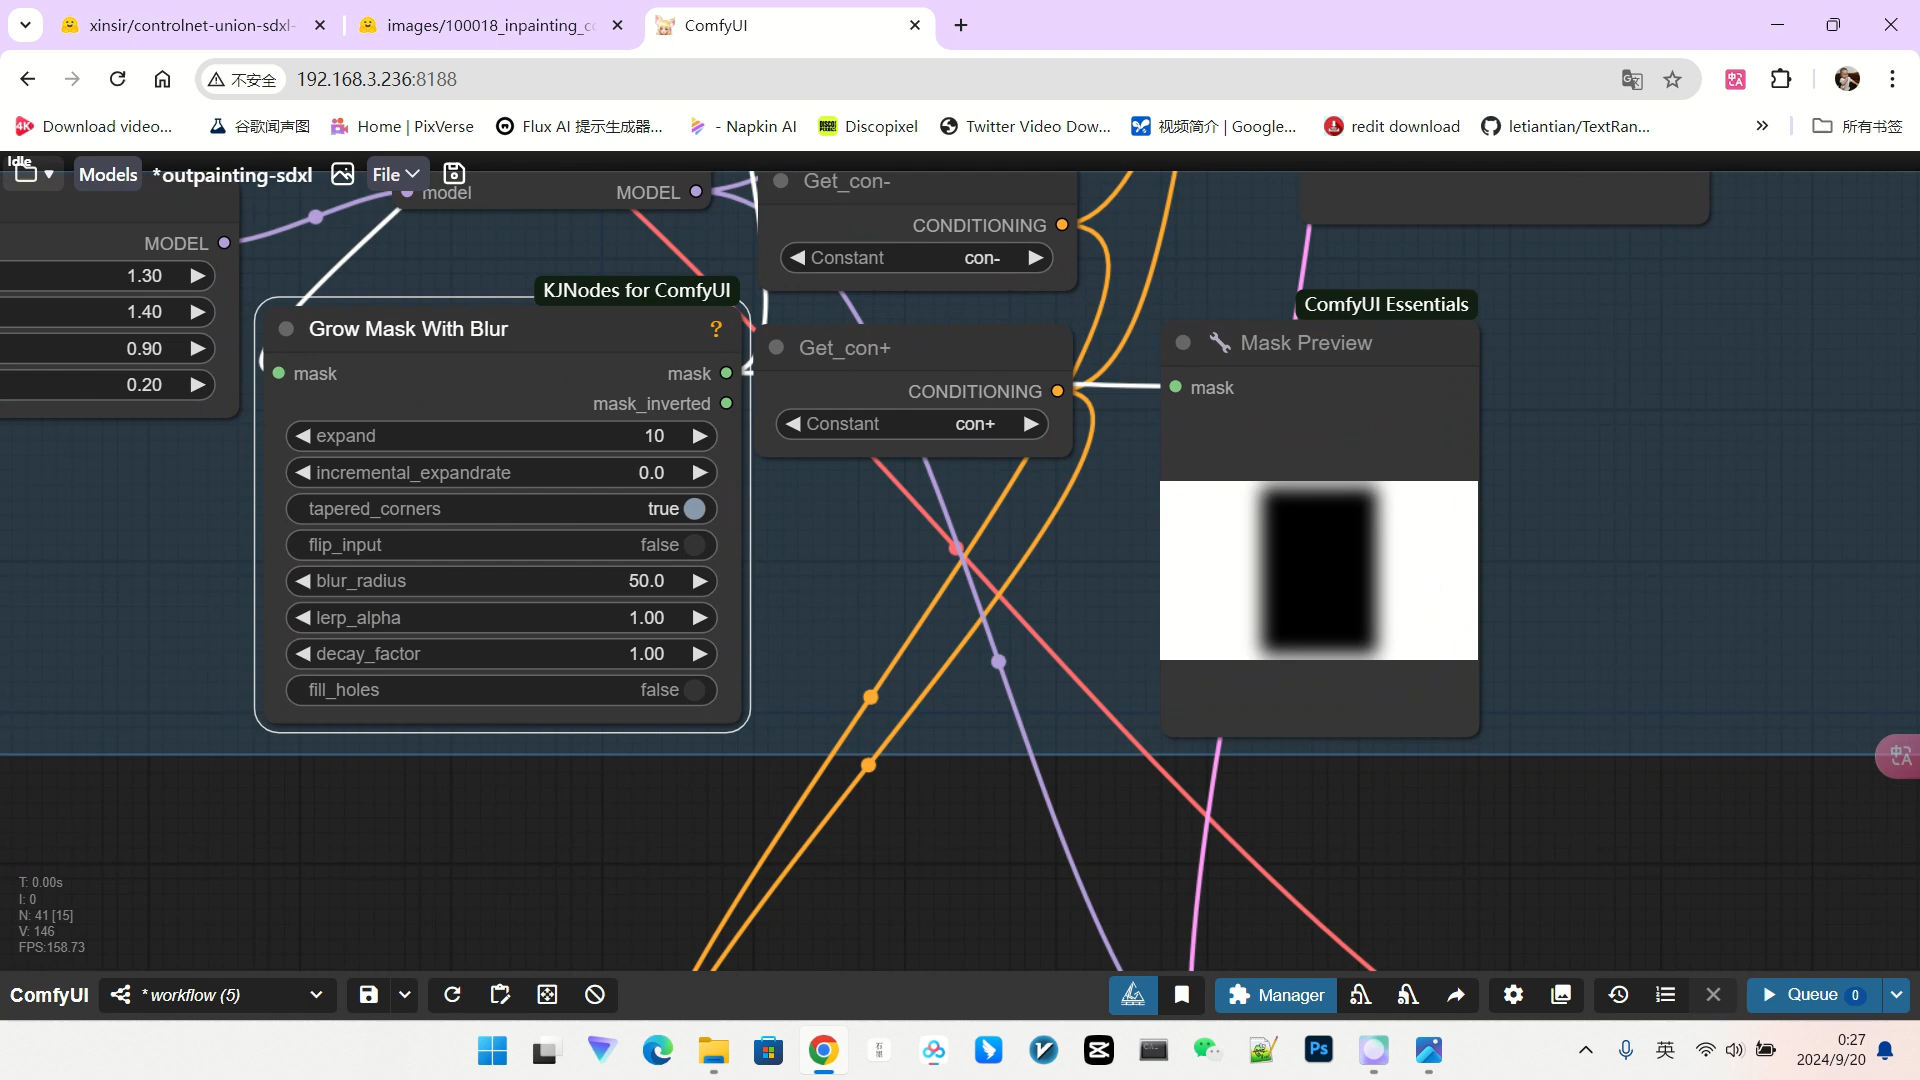 xinsir/controlnet-union-sdxl-
images/100018_inpainting_cc
ComfyUI
不安全
192.168.3.236:8188
Download video...
谷歌闻声图
Home | PixVerse
Flux AI 提示生成器...
- Napkin AI
Discopixel
Twitter Video Dow...
视频简介 | Google...
redit download
letiantian/TextRan...
所有书签
Idle
Models
*outpainting-sdxl
File
model
MODEL
Get_con-
CONDITIONING
Constant con-
MODEL
1.30
1.40
0.90
0.20
KJNodes for ComfyUI
Grow Mask With Blur ?
mask mask
mask_inverted
expand 10
incremental_expandrate 0.0
tapered_corners true
flip_input false
blur_radius 50.0
lerp_alpha 1.00
decay_factor 1.00
fill_holes false
Get_con+
CONDITIONING
Constant con+
ComfyUI Essentials
Mask Preview
mask
T: 0.00s
I: 0
N: 41 [15]
V: 146
FPS:158.73
ComfyUI
*workflow (5)
Manager
Queue 0
Ps
英
0:27
2024/9/20